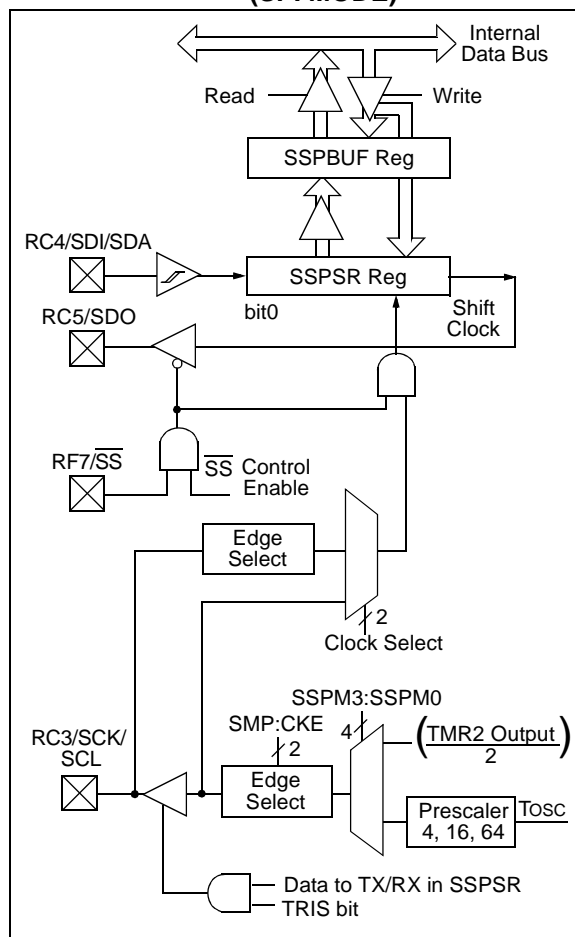 Internal
Data Bus
Read
Write
SSPBUF Reg
RC4/SDI/SDA
SSPSR Reg
bit0
Shift
Clock
RC5/SDO
RF7/SS
SS Control
Enable
Edge
Select
2
Clock Select
SSPM3:SSPM0
SMP:CKE
4
(TMR2 Output)
2
2
RC3/SCK/
SCL
Edge
Select
Prescaler
4, 16, 64
TOSC
Data to TX/RX in SSPSR
TRIS bit